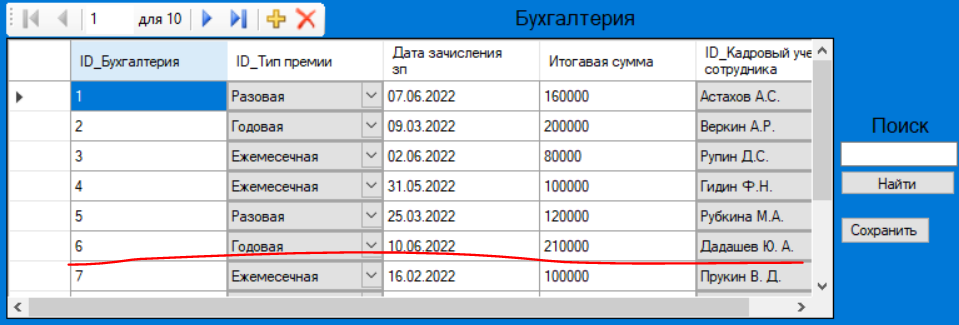 1 для 10 Бухгалтерия
ID_Бухгалтерия ID_Тип премии Дата зачисления зп Итогавая сумма ID_Кадровый уче сотрудника
1 Разовая 07.06.2022 160000 Астахов А.С.
2 Годовая 09.03.2022 200000 Веркин А.Р.
3 Ежемесечная 02.06.2022 80000 Рупин Д.С.
4 Ежемесечная 31.05.2022 100000 Гидин Ф.Н.
5 Разовая 25.03.2022 120000 Рубкина М.А.
6 Годовая 10.06.2022 210000 Дадашев Ю. А.
7 Ежемесечная 16.02.2022 100000 Прукин В. Д.
Поиск
Найти
Сохранить